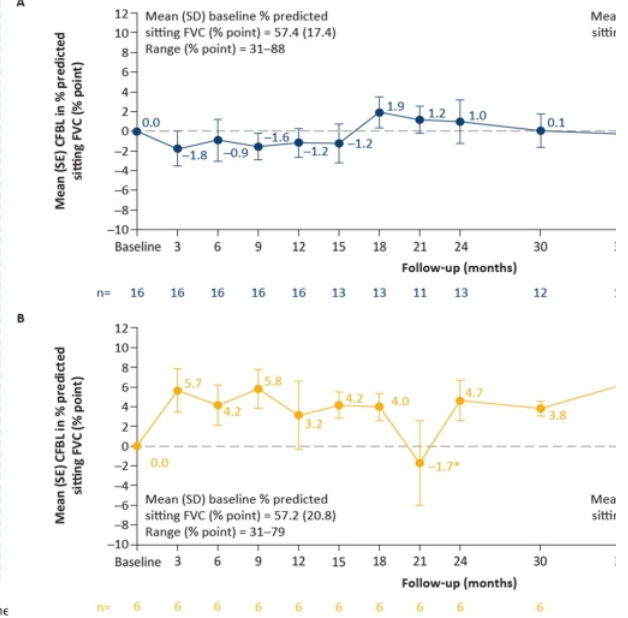 A
Mean (SD) baseline % predicted
sitting FVC (% point) = 57.4 (17.4)
Range (% point) = 31–88
Mea
sittir
Mean (SE) CFBL in % predicted
sitting FVC (% point)
12
10
8
6
4
2
0
−2
−4
−6
−8
−10
0.0
−1.8
−0.9
−1.6
−1.2
−1.2
1.9
1.2
1.0
0.1
Baseline 3 6 9 12 15 18 21 24 30
Follow-up (months)
n= 16 16 16 16 16 13 13 11 13 12
B
Mean (SE) CFBL in % predicted
sitting FVC (% point)
12
10
8
6
4
2
0
−2
−4
−6
−8
−10
0.0
5.7
4.2
5.8
3.2
4.2
4.0
−1.7*
4.7
3.8
Mean (SD) baseline % predicted
sitting FVC (% point) = 57.2 (20.8)
Range (% point) = 31–79
Mea
sittir
Baseline 3 6 9 12 15 18 21 24 30
Follow-up (months)
n= 6 6 6 6 6 6 6 6 6 6